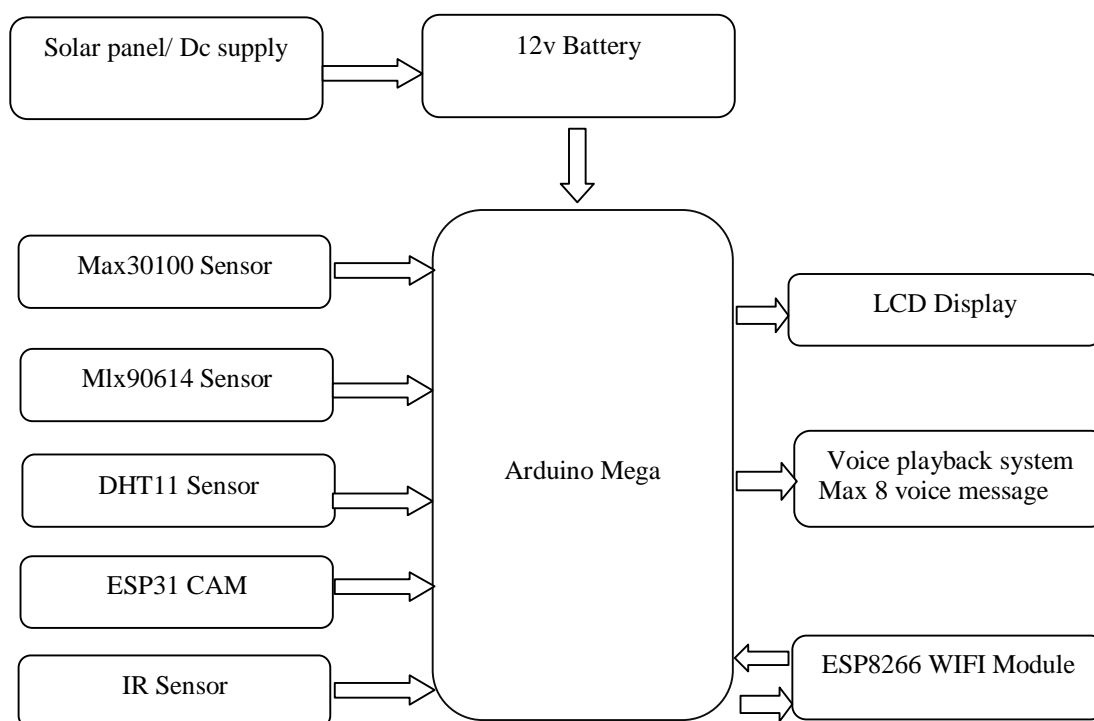 Solar panel/ Dc supply
12v Battery
Max30100 Sensor
Mlx90614 Sensor
DHT11 Sensor
ESP31 CAM
IR Sensor
Arduino Mega
LCD Display
Voice playback system
Max 8 voice message
ESP8266 WIFI Module